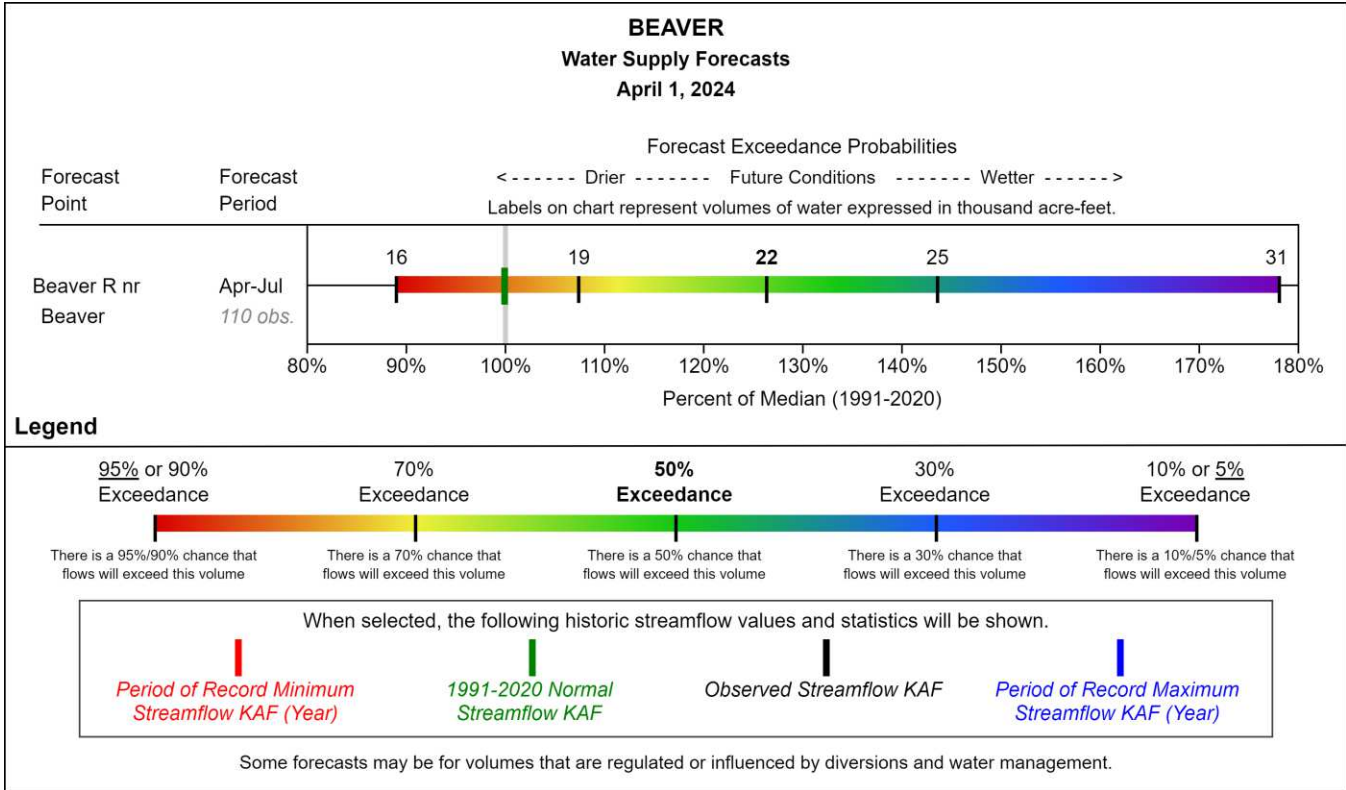 BEAVER
Water Supply Forecasts
April 1, 2024
Forecast Exceedance Probabilities
Forecast Point
Forecast Period
<------ Drier ------- Future Conditions ------- Wetter ----->
Labels on chart represent volumes of water expressed in thousand acre-feet.
16 19 22 25 31
Beaver R nr Beaver
Apr-Jul
110 obs.
80% 90% 100% 110% 120% 130% 140% 150% 160% 170% 180%
Percent of Median (1991-2020)
Legend
95% or 90%
Exceedance
There is a 95%/90% chance that
flows will exceed this volume
70%
Exceedance
There is a 70% chance that
flows will exceed this volume
50%
Exceedance
There is a 50% chance that
flows will exceed this volume
30%
Exceedance
There is a 30% chance that
flows will exceed this volume
10% or 5%
Exceedance
There is a 10%/5% chance that
flows will exceed this volume
When selected, the following historic streamflow values and statistics will be shown.
Period of Record Minimum
Streamflow KAF (Year)
1991-2020 Normal
Streamflow KAF
Observed Streamflow KAF
Period of Record Maximum
Streamflow KAF (Year)
Some forecasts may be for volumes that are regulated or influenced by diversions and water management.